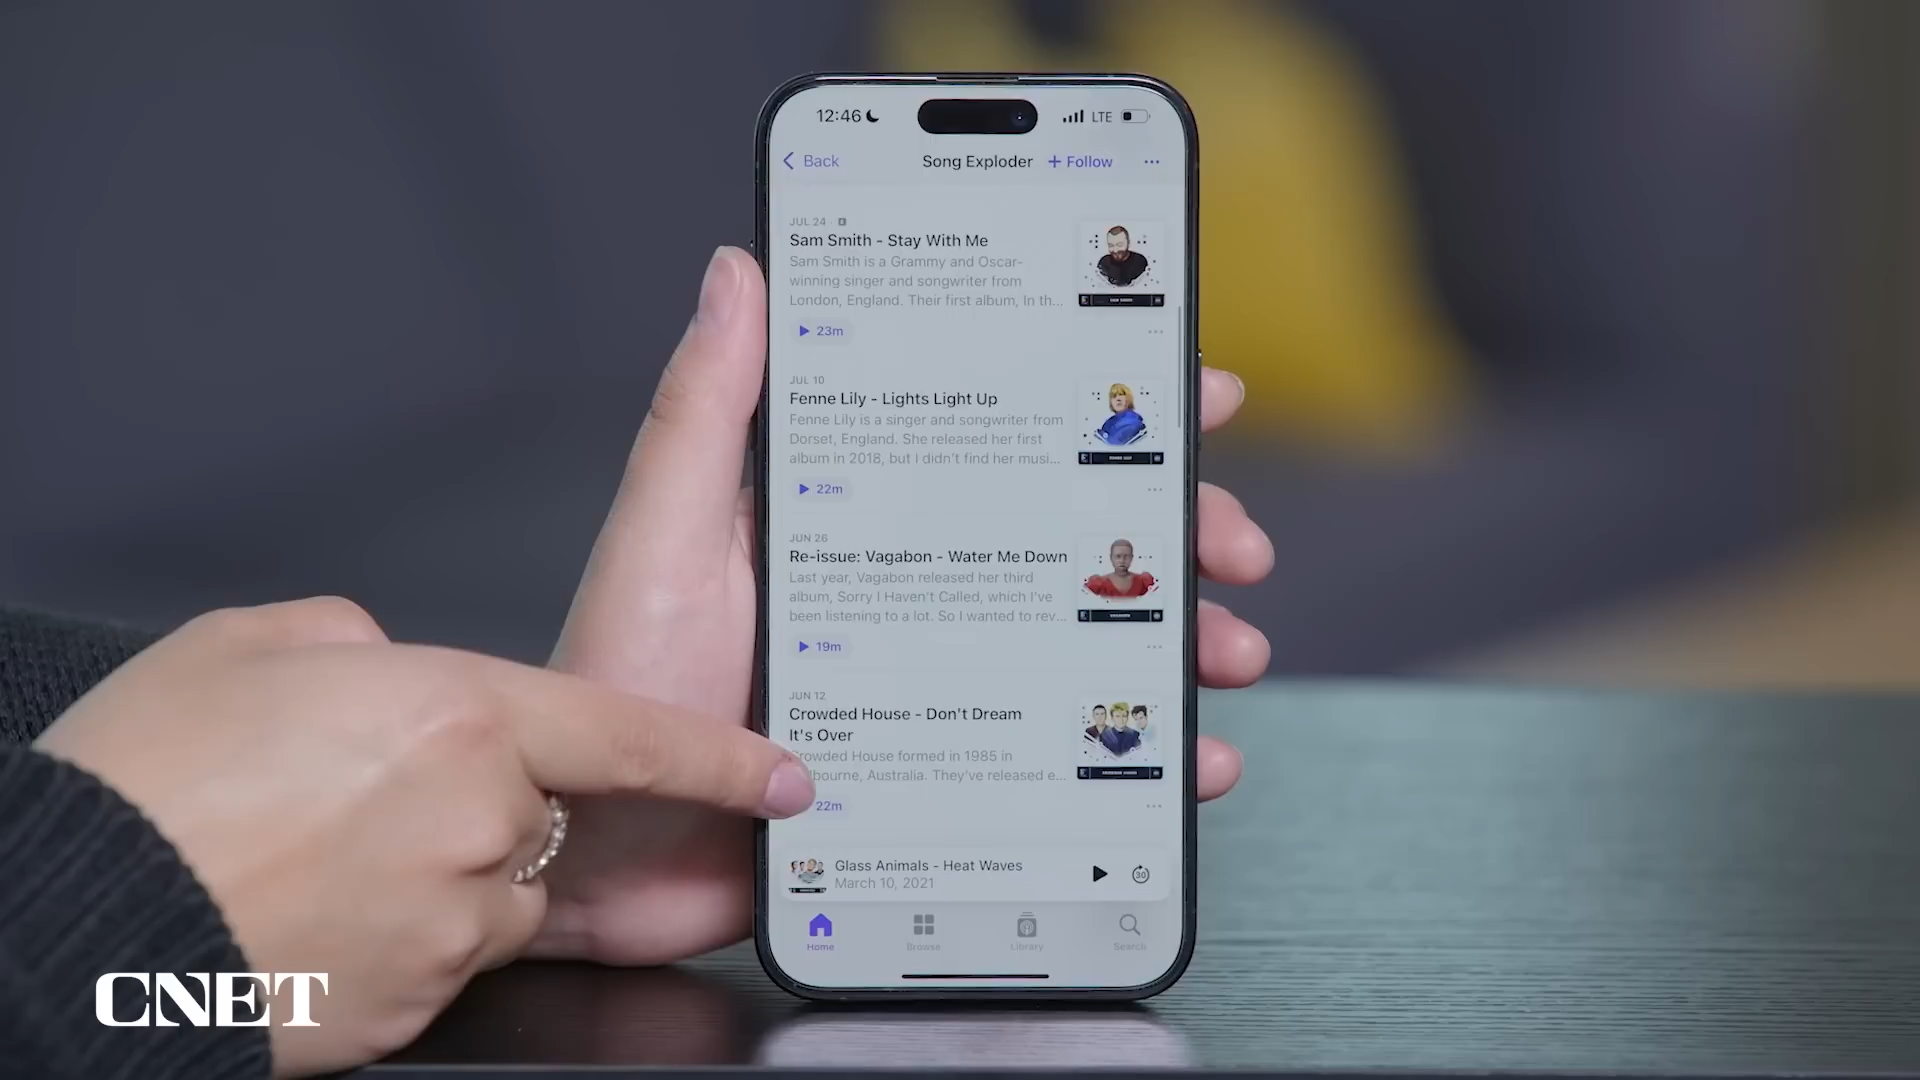 12:46
LTE
Back
Song Exploder
+ Follow
JUL 24
Sam Smith - Stay With Me
Sam Smith is a Grammy and Oscar-
winning singer and songwriter from
London, England. Their first album, In th...
23m
JUL 10
Fenne Lily - Lights Light Up
Fenne Lily is a singer and songwriter from
Dorset, England. She released her first
album in 2018, but I didn't find her musi...
22m
JUN 26
Re-issue: Vagabon - Water Me Down
Last year, Vagabon released her third
album, Sorry I Haven't Called, which I've
been listening to a lot. So I wanted to rev...
19m
JUN 12
Crowded House - Don't Dream
It's Over
Crowded House formed in 1985 in
lbourne, Australia. They've released e...
22m
Glass Animals - Heat Waves
March 10, 2021
30
Home
Browse
Library
Search
CNET